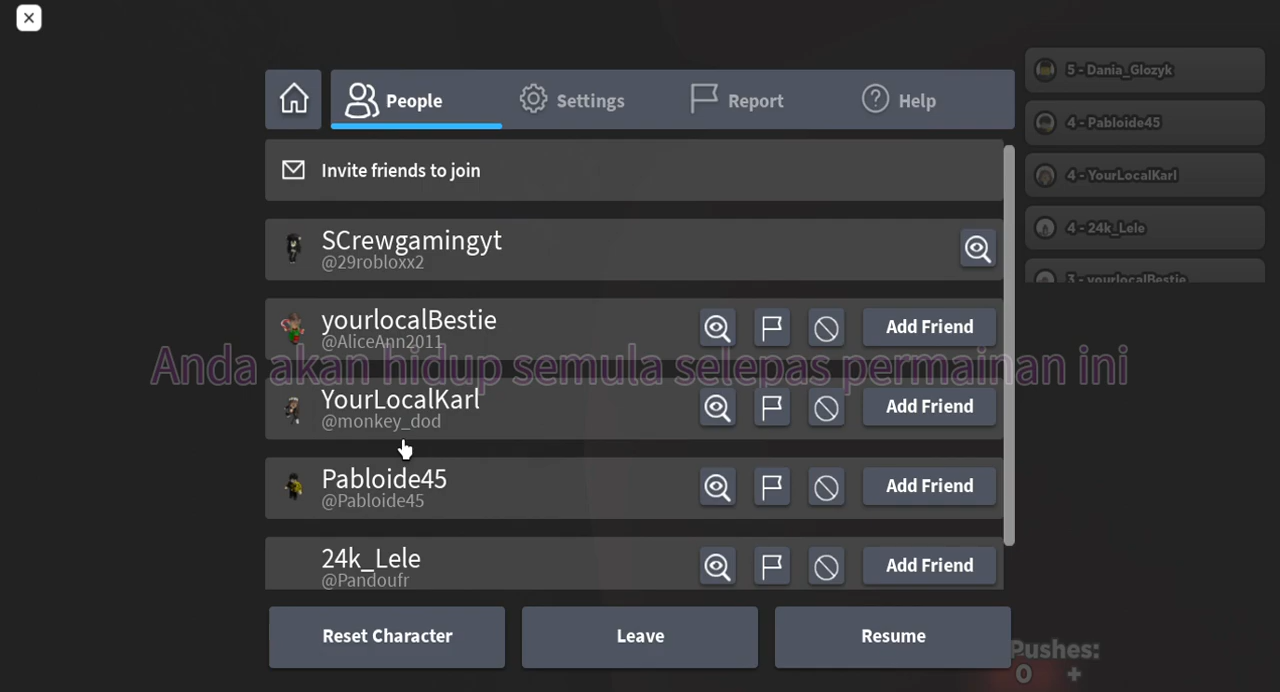 People
Settings
Report
Help
Invite friends to join
SCrewgamingyt
@29robloxx2
yourlocalBestie
@AliceAnn2011
Add Friend
Anda akan hidup semula selepas permainan ini
YourLocalKarl
@monkey_dod
Add Friend
Pabloide45
@Pabloide45
Add Friend
24k_Lele
@Pandoufr
Add Friend
Reset Character
Leave
Resume
5 - Dania_Glozyk
4 - Pabloide45
4 - YourLocalKarl
4 - 24k_Lele
3 - yourlocalBestie
Pushes:
0 +